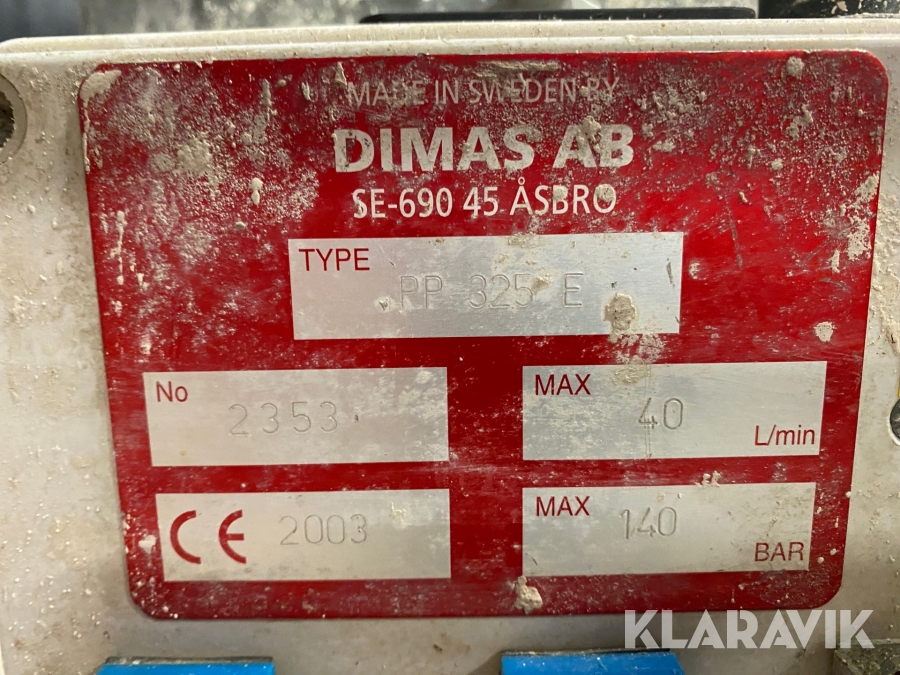 MADE IN SWEDEN BY
DIMAS AB
SE-690 45 ÅSBRO
TYPE
PP 325 E
No
2353
MAX
40
L/min
CE 2003
MAX
140
BAR
KLARAVIK